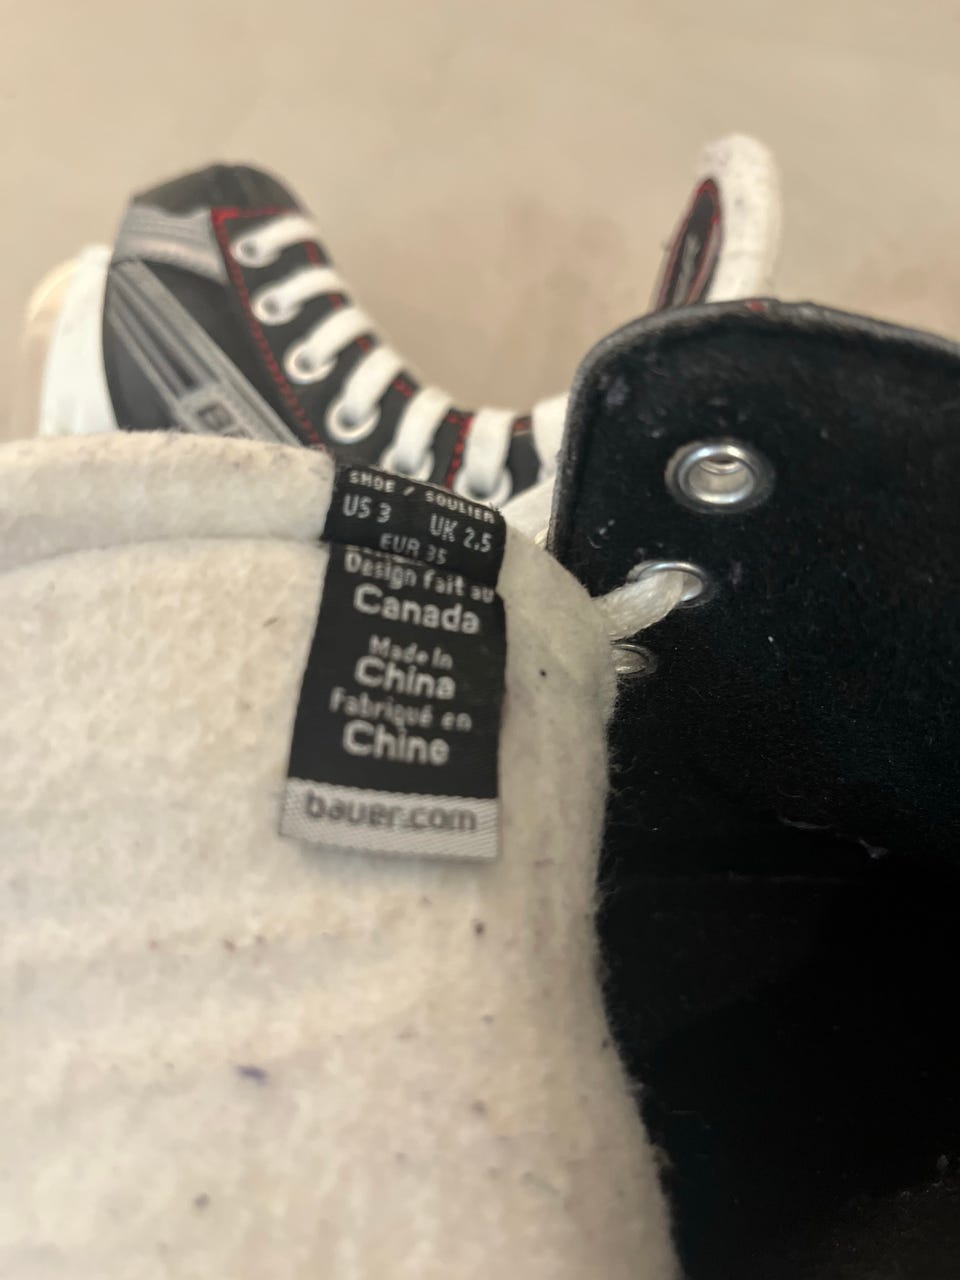 SHOE / SOULIER
US 3 UK 2.5
EUR 35
Design fait au
Canada
Made In
China
Fabriqué en
Chine
bauer.com